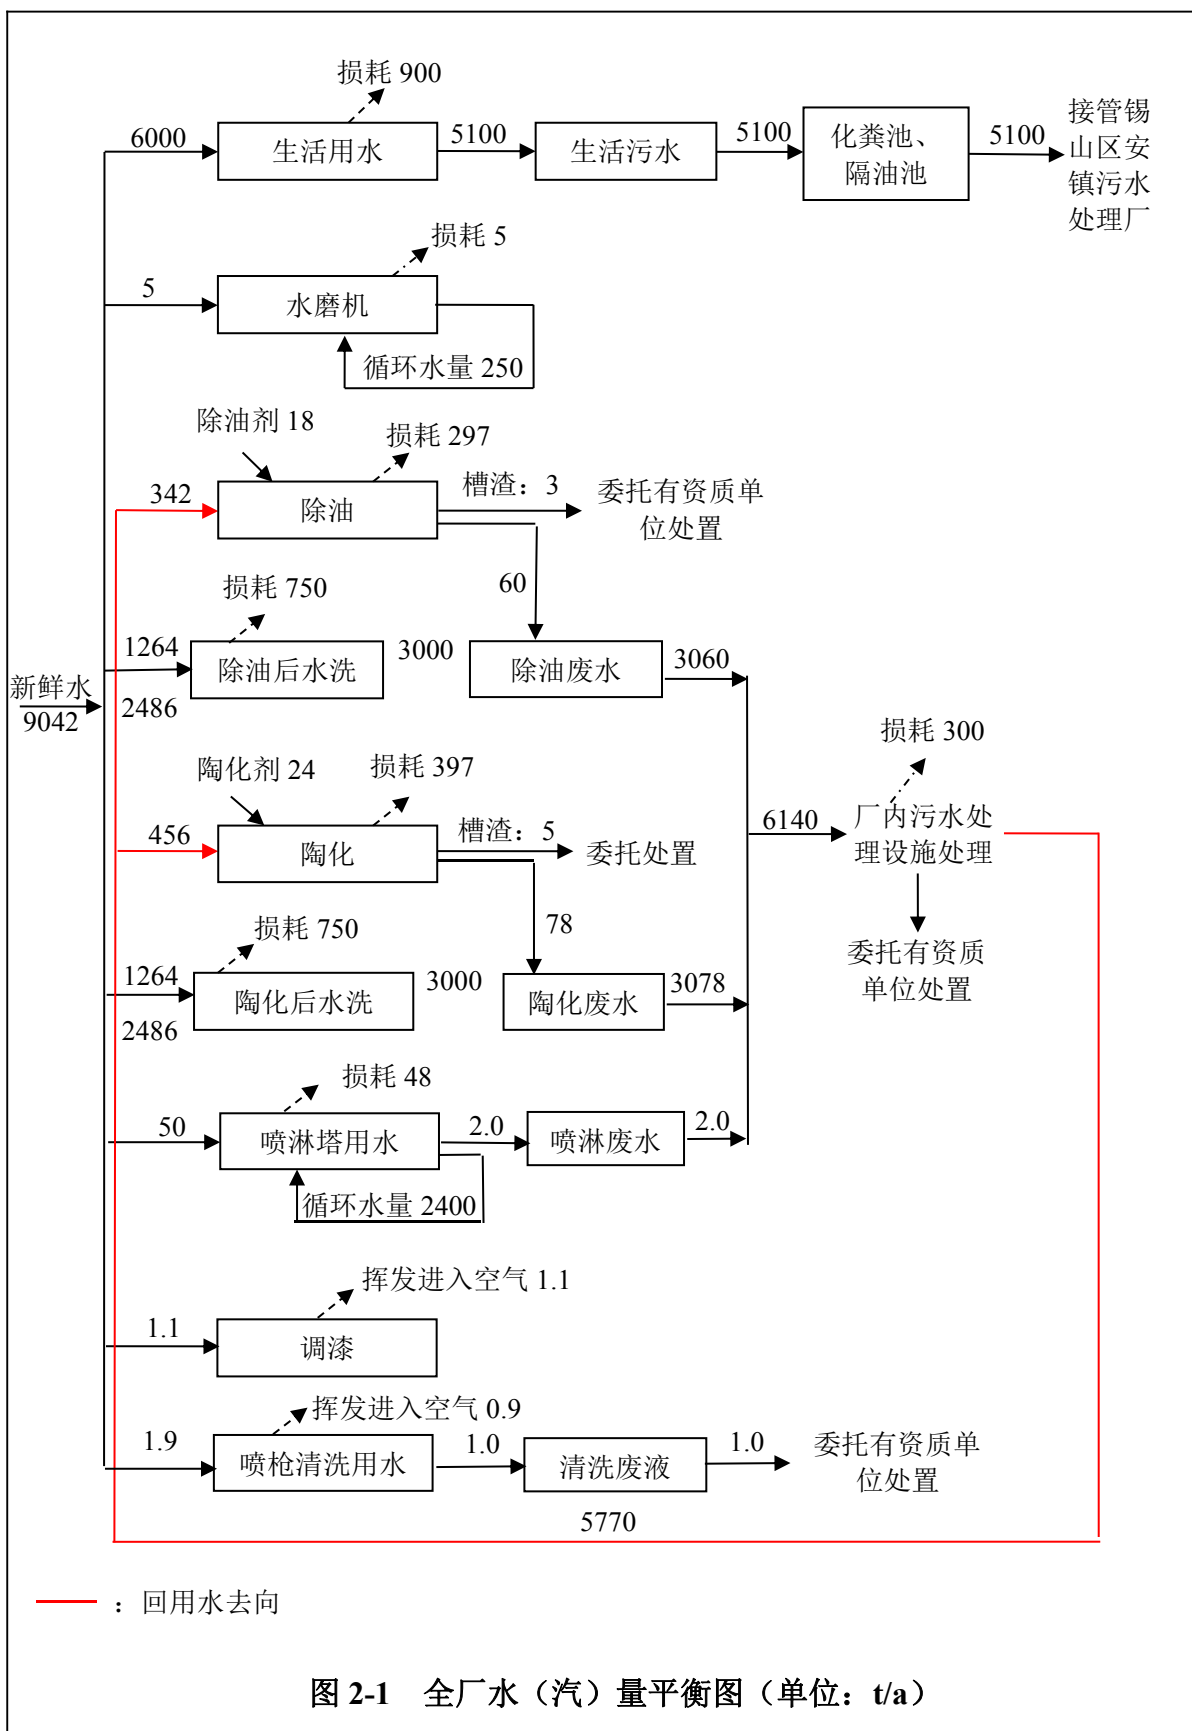 损耗 900
6000
生活用水
5100
生活污水
5100
化粪池、
隔油池
5100
接管锡
山区安
镇污水
处理厂
损耗 5
5
水磨机
循环水量 250
除油剂 18
损耗 297
342
除油
槽渣：3
委托有资质单
位处置
60
损耗 750
1264
除油后水洗
3000
除油废水
3060
新鲜水
9042
2486
损耗 300
陶化剂 24
损耗 397
456
陶化
槽渣：5
委托处置
6140
厂内污水处
理设施处理
78
损耗 750
委托有资质
单位处置
1264
陶化后水洗
3000
陶化废水
3078
2486
损耗 48
50
喷淋塔用水
2.0
喷淋废水
2.0
循环水量 2400
挥发进入空气 1.1
1.1
调漆
挥发进入空气 0.9
1.9
喷枪清洗用水
1.0
清洗废液
1.0
委托有资质单
位处置
5770
：回用水去向
图 2-1 全厂水（汽）量平衡图（单位：t/a）